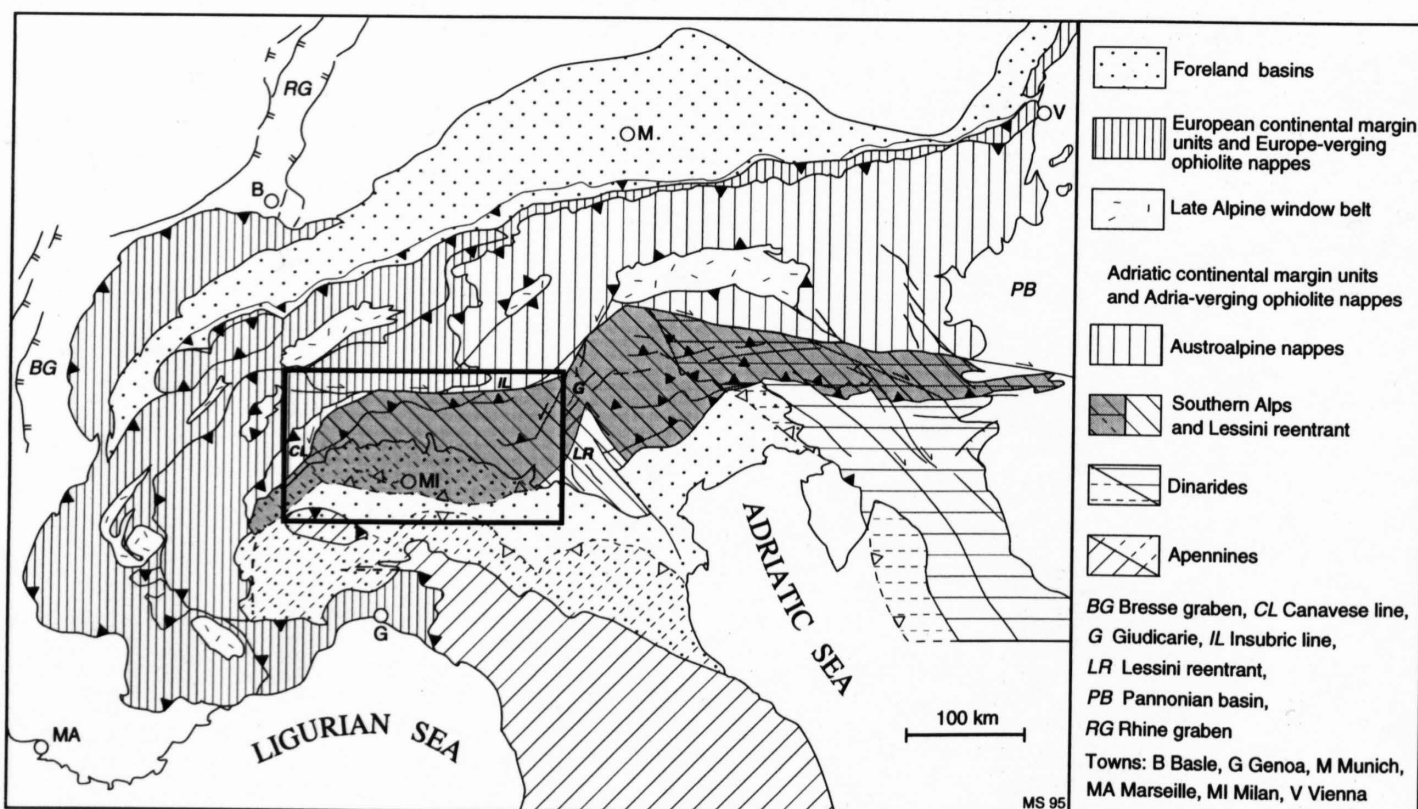 RG
B
M
V
BG
PB
IL
G
CL
MI
LR
G
MA
LIGURIAN SEA
ADRIATIC SEA
100 km
MS 95
Foreland basins
European continental margin
units and Europe-verging
ophiolite nappes
Late Alpine window belt
Adriatic continental margin units
and Adria-verging ophiolite nappes
Austroalpine nappes
Southern Alps
and Lessini reentrant
Dinarides
Apennines
BG Bresse graben, CL Canavese line,
G Giudicarie, IL Insubric line,
LR Lessini reentrant,
PB Pannonian basin,
RG Rhine graben
Towns: B Basle, G Genoa, M Munich,
MA Marseille, MI Milan, V Vienna